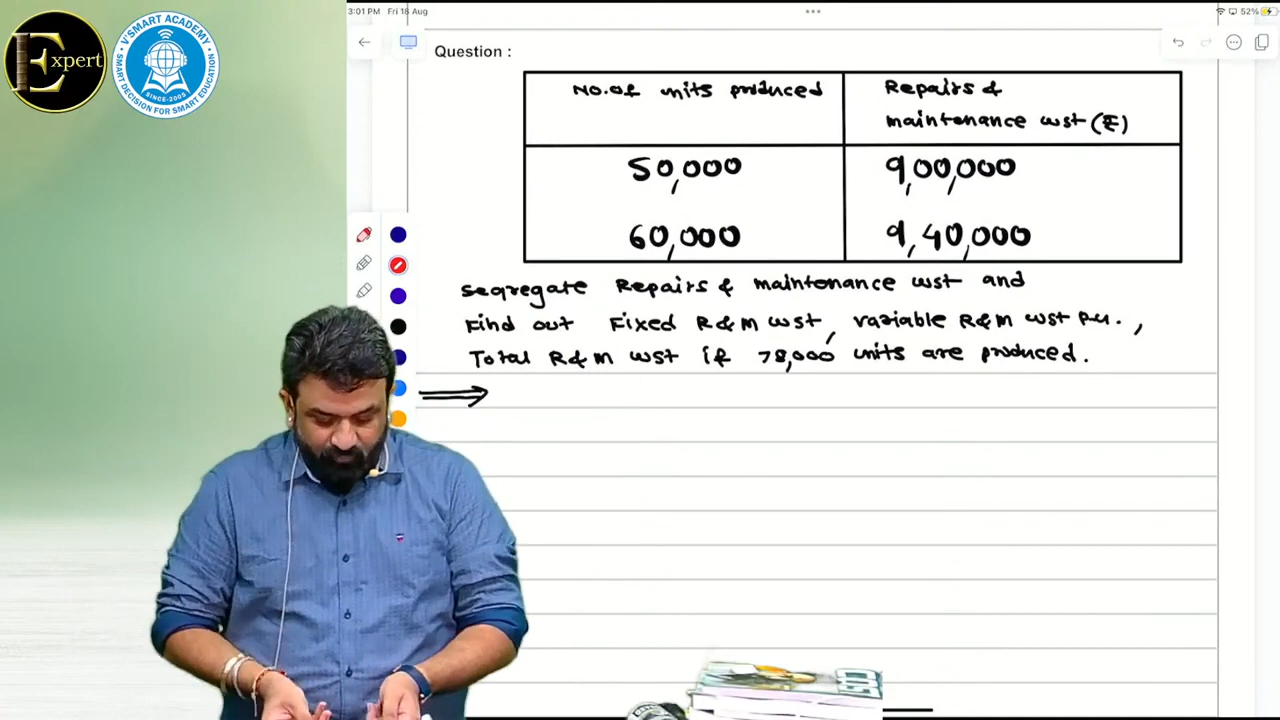 3:01 PM Fri 18 Aug
52%
Expert
V'SMART ACADEMY
SINCE-2005
SMART DECISION FOR SMART EDUCATION
Question :
No. of units produced
Repairs & maintenance cost (₹)
50,000 9,00,000
60,000 9,40,000
Segregate Repairs & maintenance cost and
Find out Fixed R&M cost, variable R&M cost P.u.,
Total R&M cost if 78,000 units are produced.